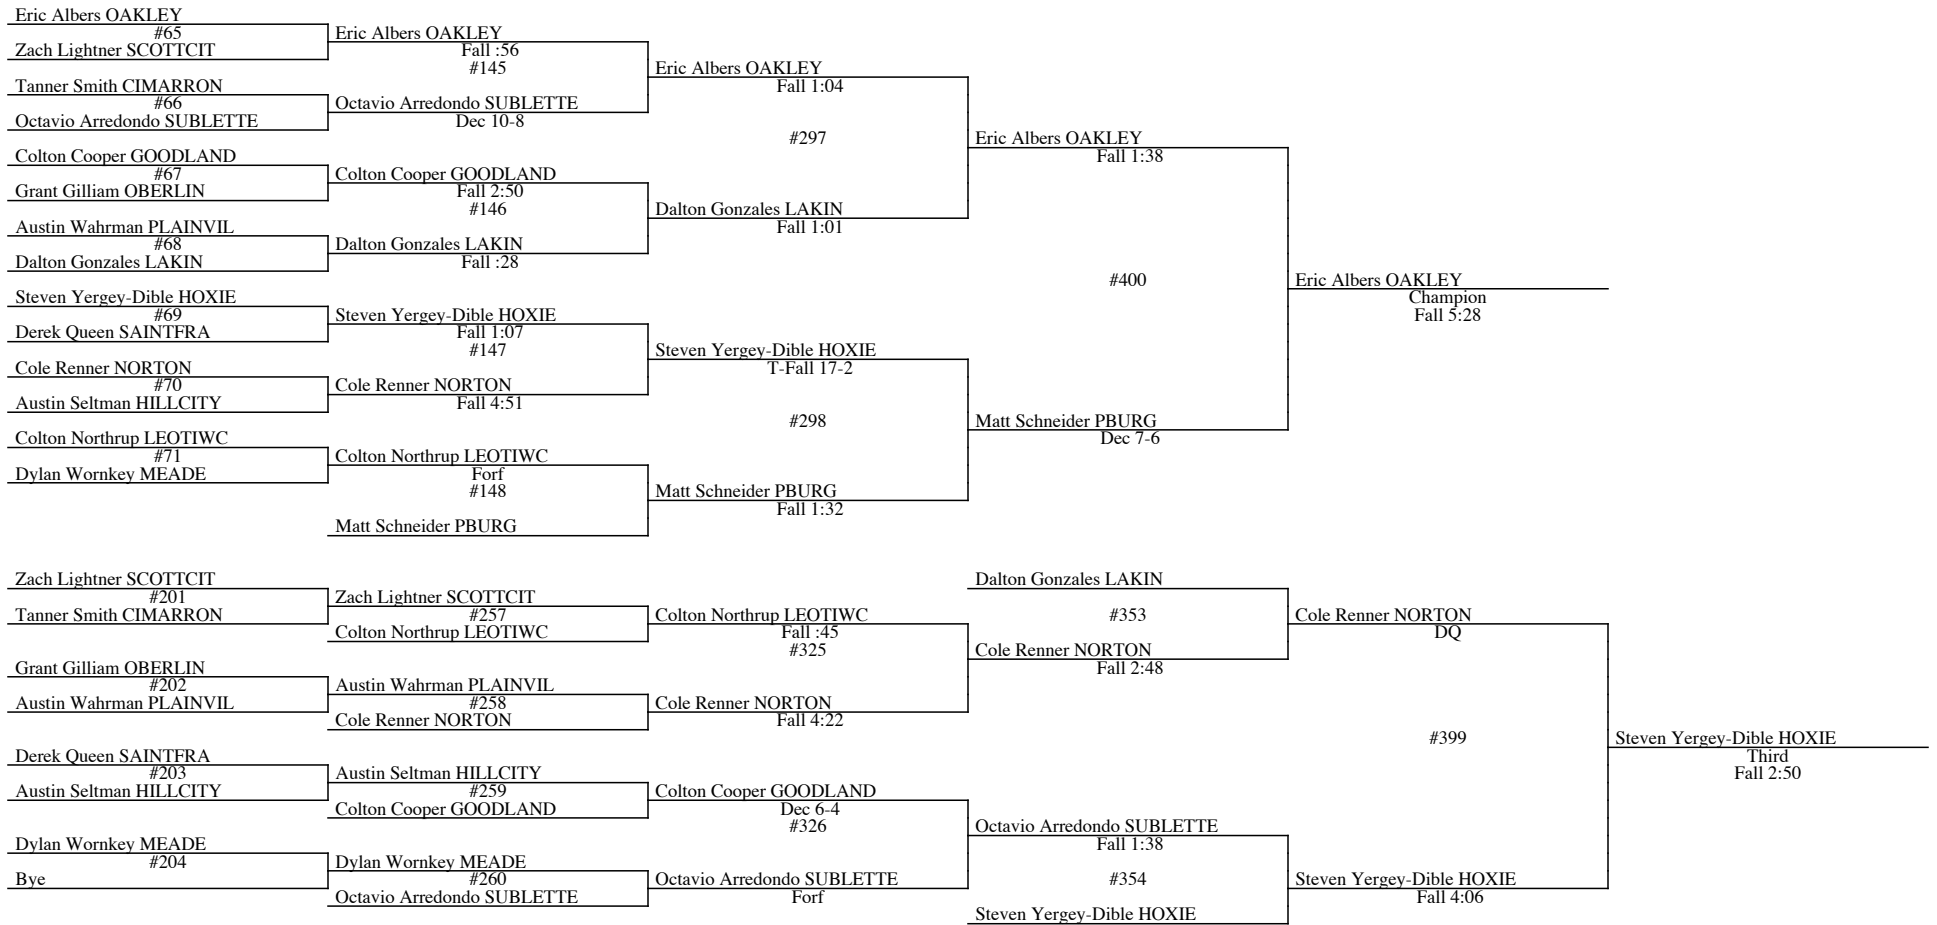 Eric Albers OAKLEY
#65
Zach Lightner SCOTTCIT
Tanner Smith CIMARRON
#66
Octavio Arredondo SUBLETTE
Colton Cooper GOODLAND
#67
Grant Gilliam OBERLIN
Austin Wahrman PLAINVIL
#68
Dalton Gonzales LAKIN
Steven Yergey-Dible HOXIE
#69
Derek Queen SAINTFRA
Cole Renner NORTON
#70
Austin Seltman HILLCITY
Colton Northrup LEOTIWC
#71
Dylan Wornkey MEADE
Eric Albers OAKLEY
Fall :56
#145
Octavio Arredondo SUBLETTE
Dec 10-8
Colton Cooper GOODLAND
Fall 2:50
#146
Dalton Gonzales LAKIN
Fall :28
Steven Yergey-Dible HOXIE
Fall 1:07
#147
Cole Renner NORTON
Fall 4:51
Colton Northrup LEOTIWC
Forf
#148
Matt Schneider PBURG
Eric Albers OAKLEY
Fall 1:04
#297
Dalton Gonzales LAKIN
Fall 1:01
Steven Yergey-Dible HOXIE
T-Fall 17-2
#298
Matt Schneider PBURG
Fall 1:32
Eric Albers OAKLEY
Fall 1:38
#400
Matt Schneider PBURG
Dec 7-6
Eric Albers OAKLEY
Champion
Fall 5:28
Zach Lightner SCOTTCIT
#201
Tanner Smith CIMARRON
Grant Gilliam OBERLIN
#202
Austin Wahrman PLAINVIL
Derek Queen SAINTFRA
#203
Austin Seltman HILLCITY
Dylan Wornkey MEADE
#204
Bye
Zach Lightner SCOTTCIT
#257
Colton Northrup LEOTIWC
Austin Wahrman PLAINVIL
#258
Cole Renner NORTON
Austin Seltman HILLCITY
#259
Colton Cooper GOODLAND
Dylan Wornkey MEADE
#260
Octavio Arredondo SUBLETTE
Colton Northrup LEOTIWC
Fall :45
#325
Cole Renner NORTON
Fall 4:22
Colton Cooper GOODLAND
Dec 6-4
#326
Octavio Arredondo SUBLETTE
Forf
Dalton Gonzales LAKIN
#353
Cole Renner NORTON
Fall 2:48
Octavio Arredondo SUBLETTE
Fall 1:38
#354
Steven Yergey-Dible HOXIE
Cole Renner NORTON
DQ
#399
Steven Yergey-Dible HOXIE
Fall 4:06
Steven Yergey-Dible HOXIE
Third
Fall 2:50